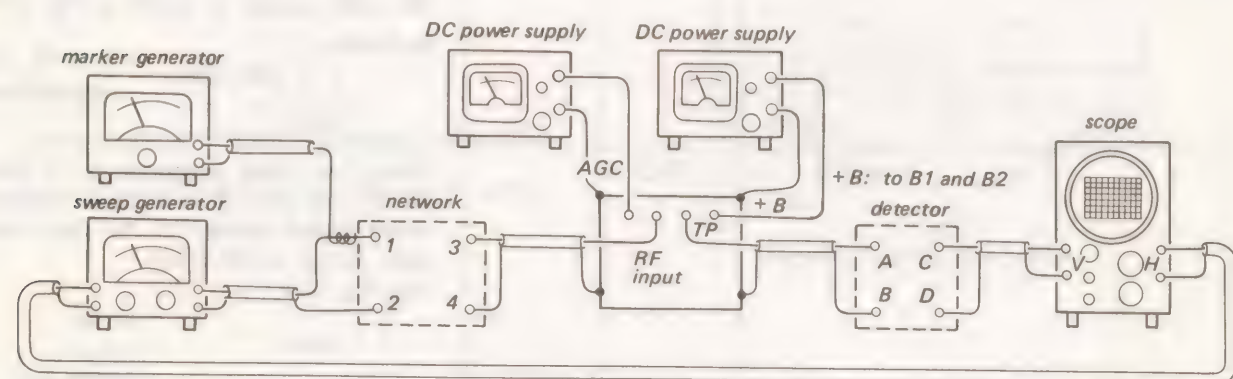 DC power supply
DC power supply
marker generator
scope
AGC
+ B: to B1 and B2
sweep generator
network
+ B
detector
1
3
TP
A
C
V
H
RF
input
2
4
B
D